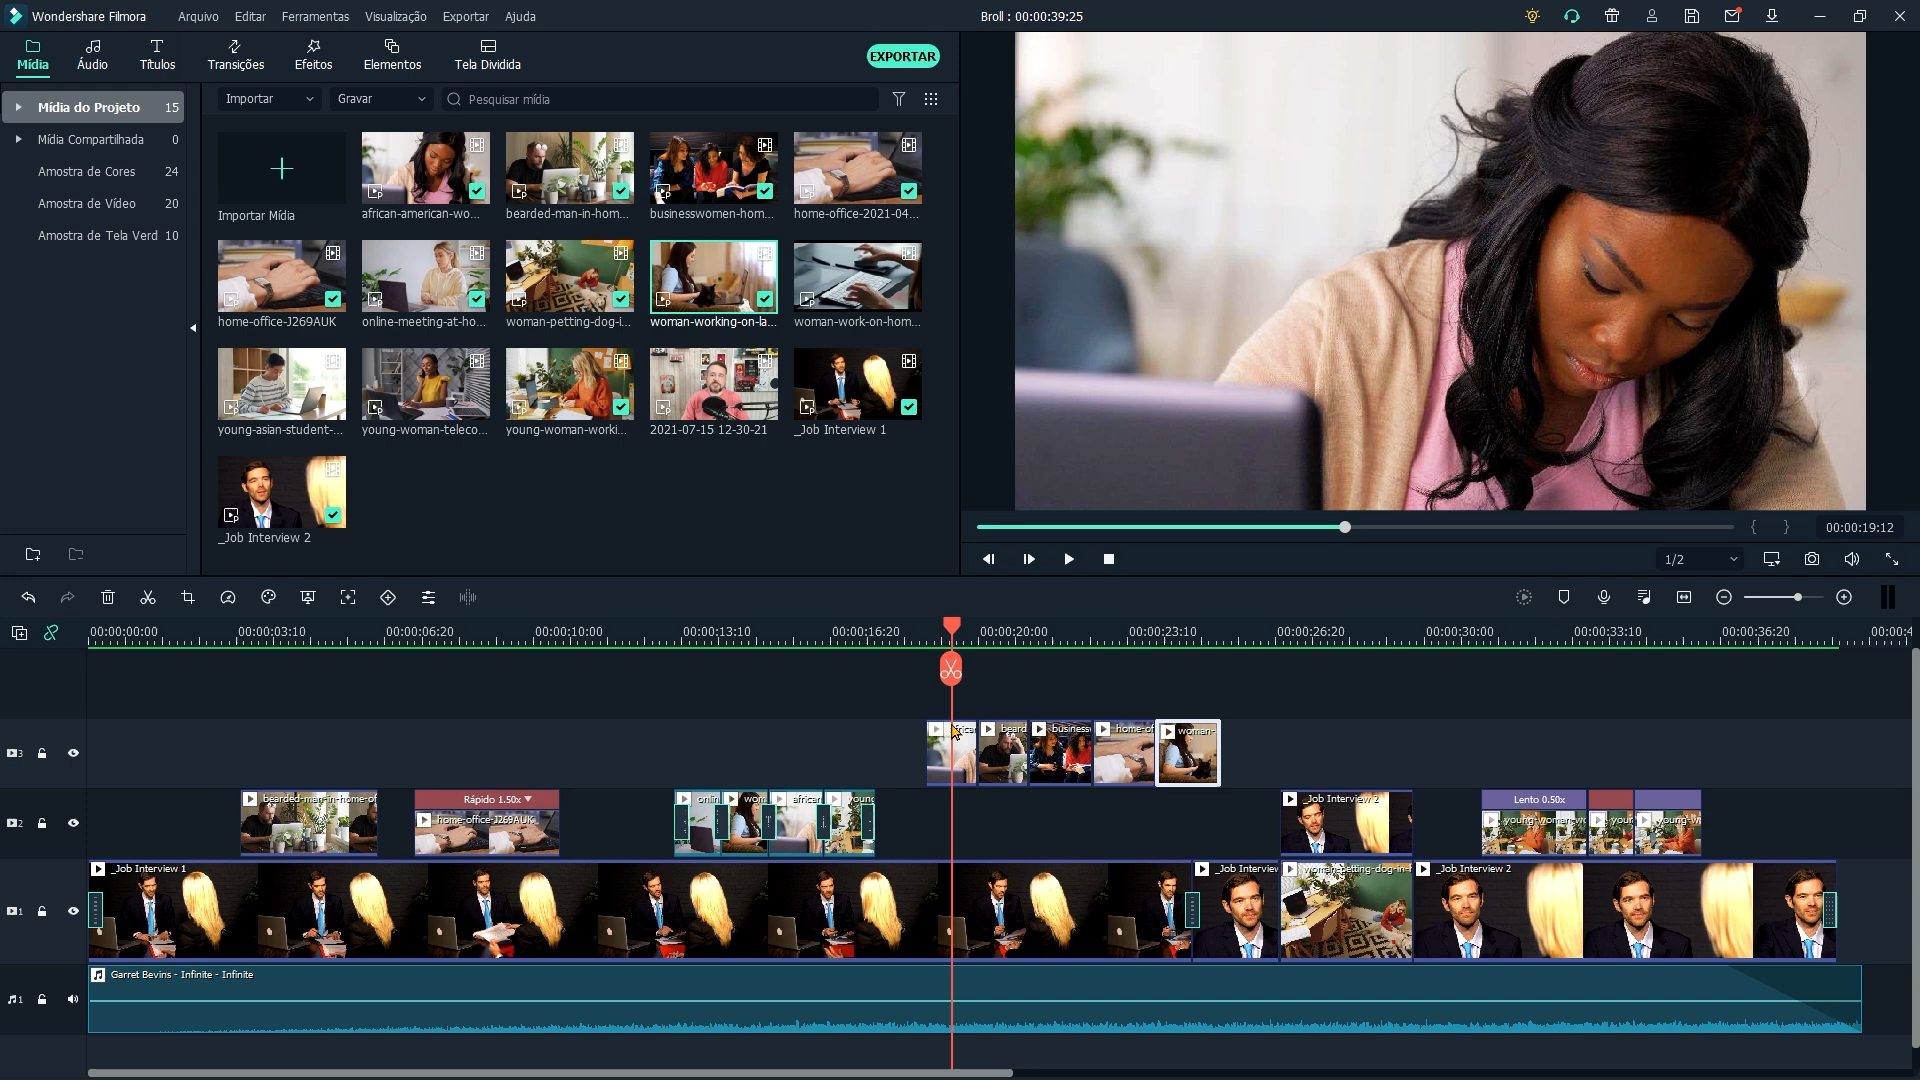 Wondershare Filmora
Arquivo Editar Ferramentas Visualização Exportar Ajuda
Broll : 00:00:39:25
Mídia Áudio Títulos Transições Efeitos Elementos Tela Dividida
EXPORTAR
Mídia do Projeto 15
Mídia Compartilhada 0
Amostra de Cores 24
Amostra de Vídeo 20
Amostra de Tela Verd 10
Importar Gravar Pesquisar mídia
Importar Mídia
african-american-wo...
bearded-man-in-hom...
businesswomen-hom...
home-office-2021-04...
home-office-J269AUK
online-meeting-at-ho...
woman-petting-dog-i...
woman-working-on-la...
woman-work-on-hom...
young-asian-student-...
young-woman-teleco...
young-woman-worki...
2021-07-15 12-30-21
_Job Interview 1
_Job Interview 2
{ } 00:00:19:12
1/2
00:00:00:00 00:00:03:10 00:00:06:20 00:00:10:00 00:00:13:10 00:00:16:20 00:00:20:00 00:00:23:10 00:00:26:20 00:00:30:00 00:00:33:10 00:00:36:20 00:00:4
3
beard
business
home-of
woman-
2
bearded-man-in-home-of
Rápido 1.50x
home-office-J269AUK
onlin
wom
african
young
_Job Interview 2
Lento 0.50x
young-woman-wo
your
young-w
1
_Job Interview 1
_Job Interview
woman-petting-dog-in-h
_Job Interview 2
1
Garret Bevins - Infinite - Infinite